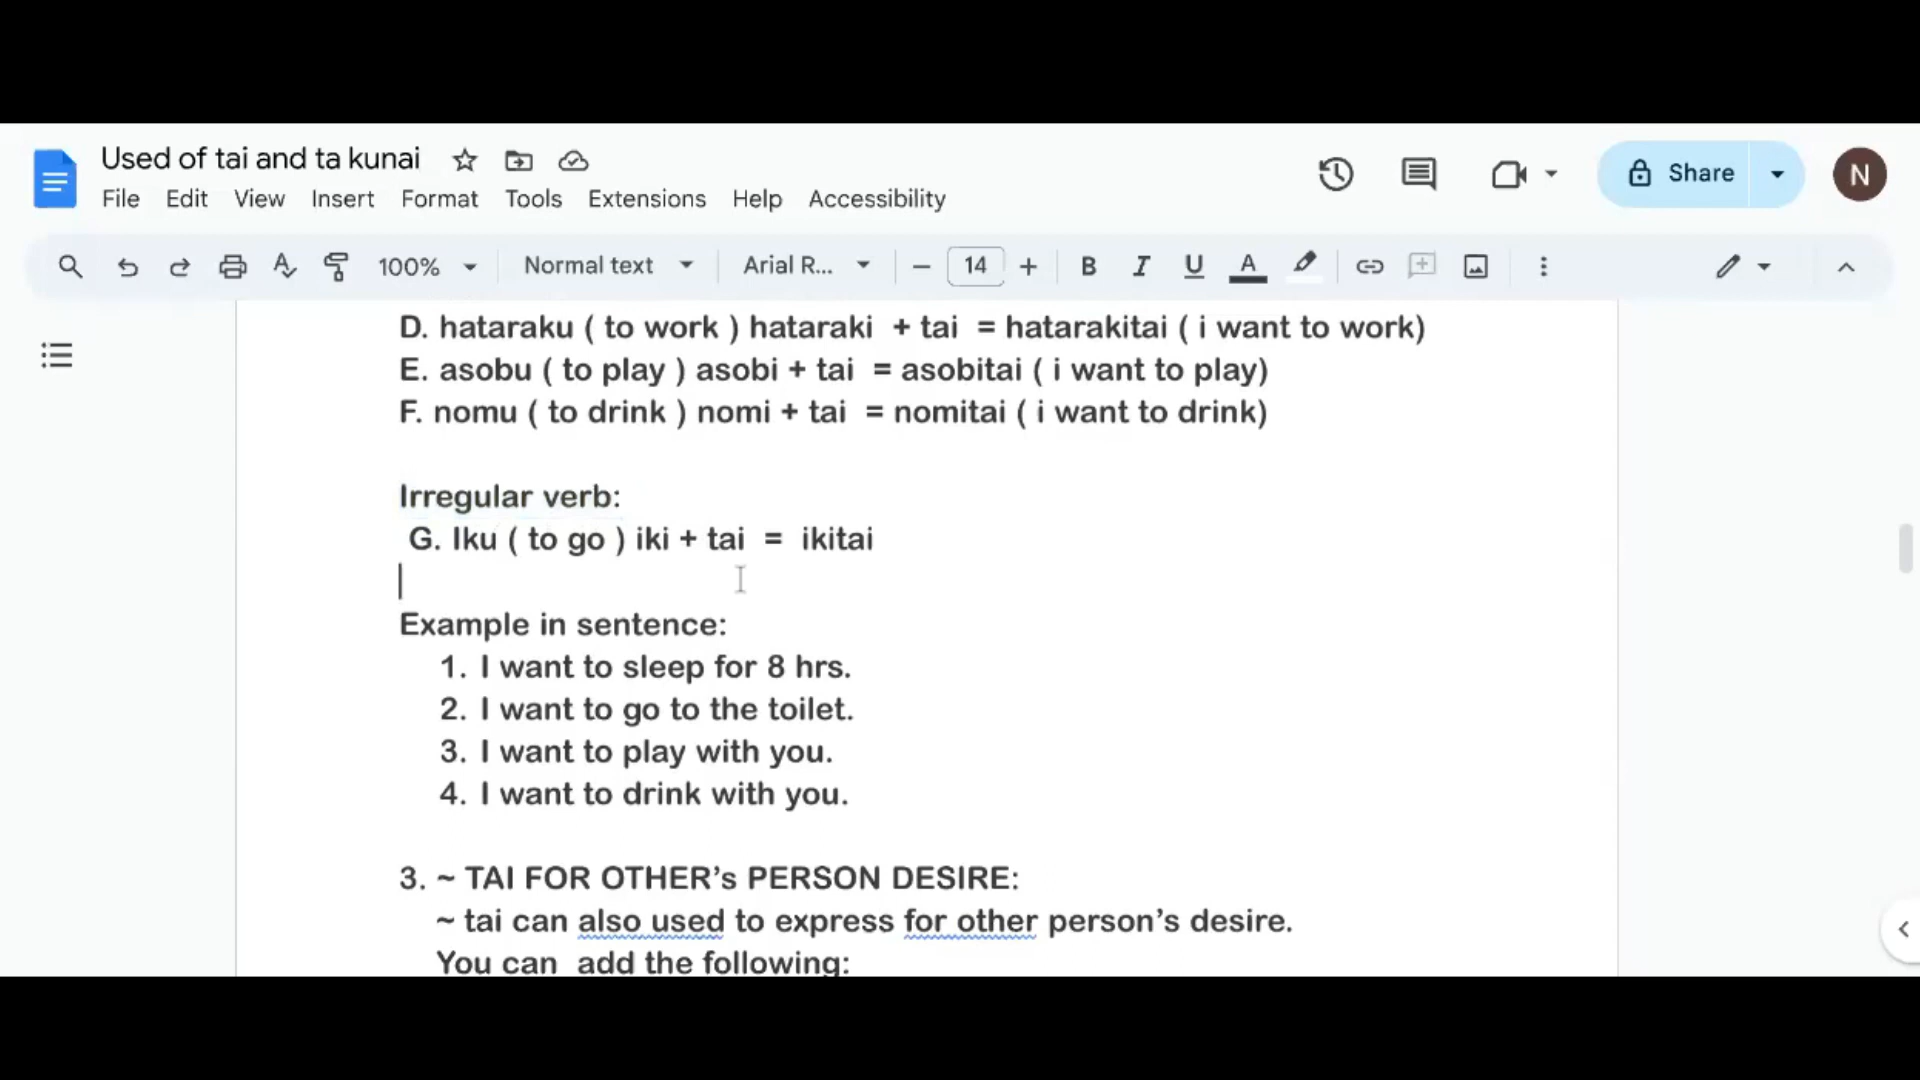 Used of tai and ta kunai
File Edit View Insert Format Tools Extensions Help Accessibility
Share
N
100% Normal text Arial R... 14 B I U A
D. hataraku ( to work ) hataraki + tai = hatarakitai ( i want to work)
E. asobu ( to play ) asobi + tai = asobitai ( i want to play)
F. nomu ( to drink ) nomi + tai = nomitai ( i want to drink)
Irregular verb:
G. Iku ( to go ) iki + tai = ikitai
Example in sentence:
1. I want to sleep for 8 hrs.
2. I want to go to the toilet.
3. I want to play with you.
4. I want to drink with you.
3. ~ TAI FOR OTHER’s PERSON DESIRE:
~ tai can also used to express for other person’s desire.
You can add the following: